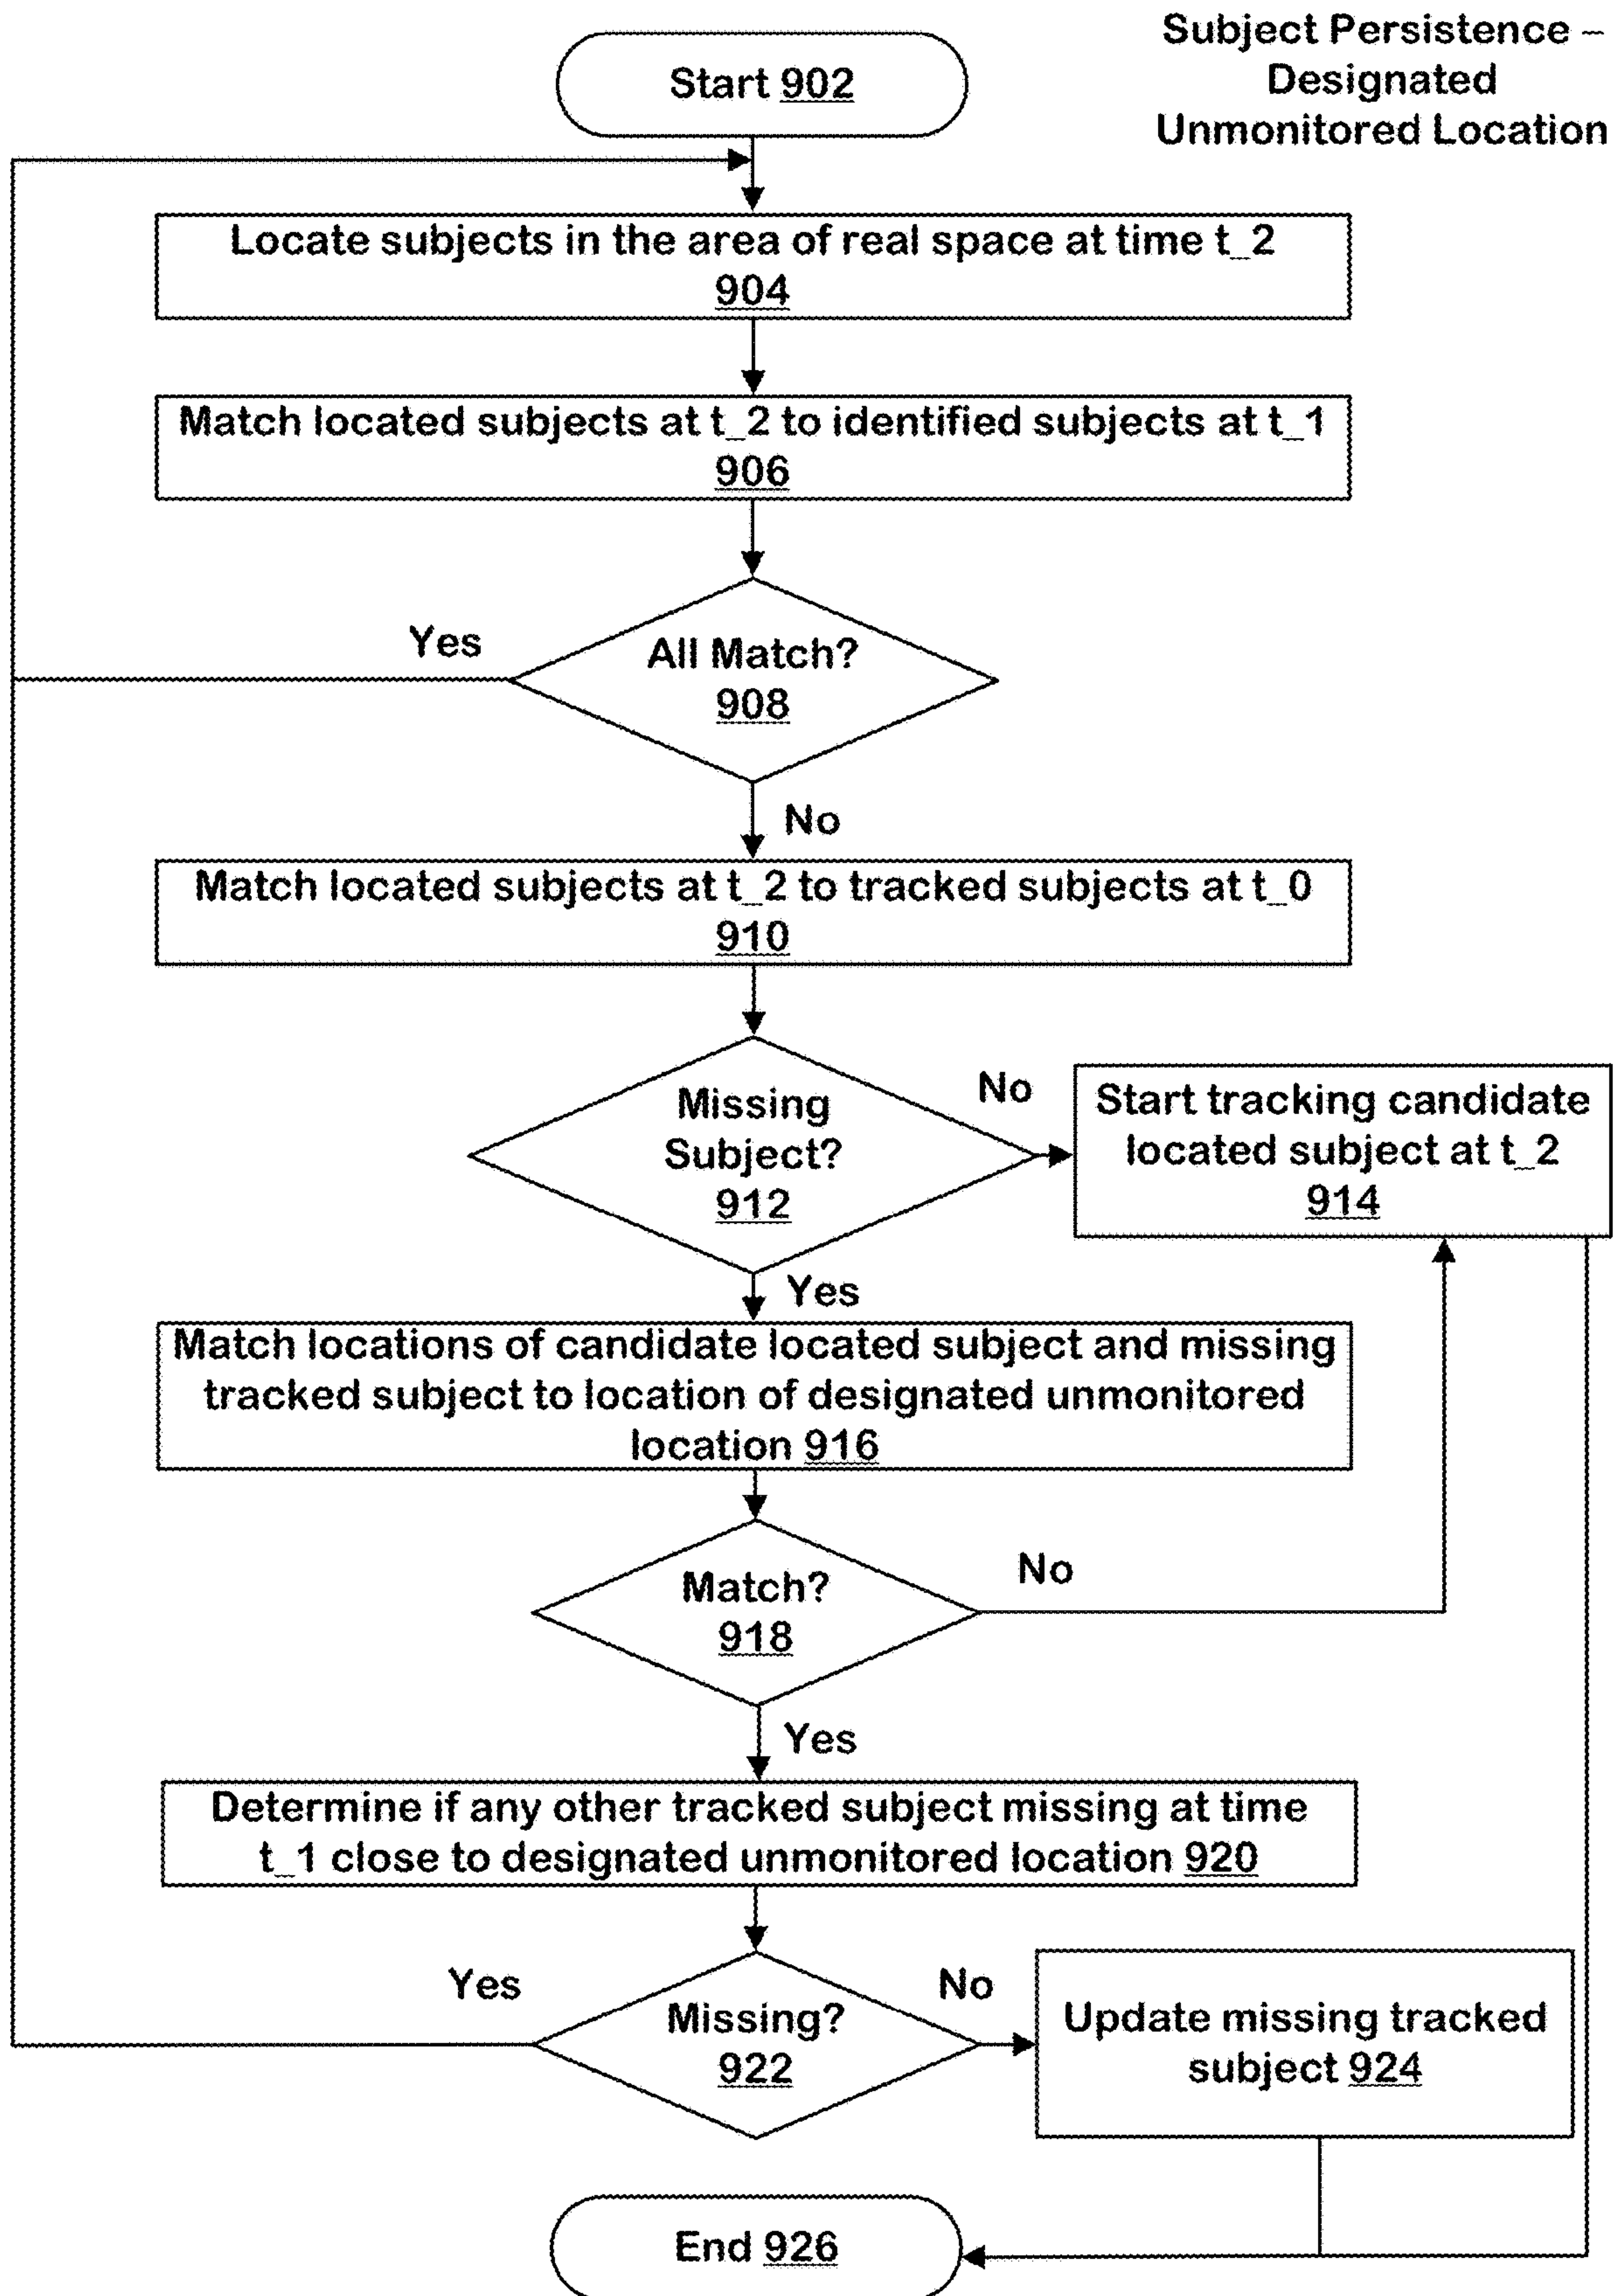 Subject Persistence –
Designated
Unmonitored Location
Start 902
Locate subjects in the area of real space at time t_2
904
Match located subjects at t_2 to identified subjects at t_1
906
Yes
All Match?
908
No
Match located subjects at t_2 to tracked subjects at t_0
910
Missing
Subject?
912
No
Start tracking candidate
located subject at t_2
914
Yes
Match locations of candidate located subject and missing
tracked subject to location of designated unmonitored
location 916
Match?
918
No
Yes
Determine if any other tracked subject missing at time
t_1 close to designated unmonitored location 920
Yes
Missing?
922
No
Update missing tracked
subject 924
End 926